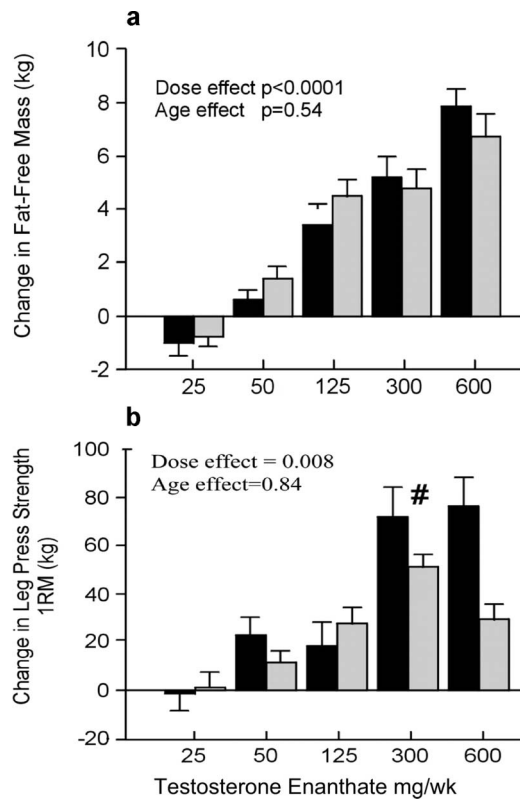 a
Change in Fat-Free Mass (kg)
Dose effect p<0.0001
Age effect p=0.54
10
8
6
4
2
0
-2
25 50 125 300 600
b
Change in Leg Press Strength
1RM (kg)
Dose effect = 0.008
Age effect=0.84
#
100
80
60
40
20
0
-20
25 50 125 300 600
Testosterone Enanthate mg/wk